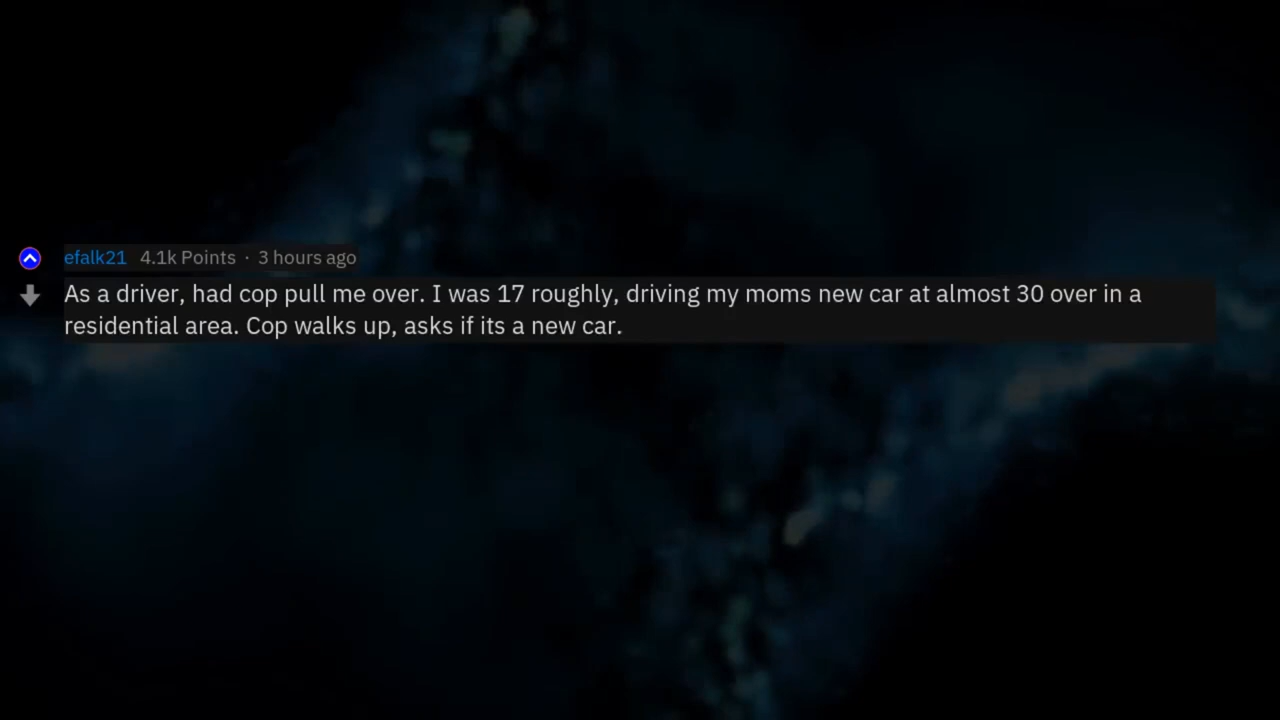 efalk21 4.1k Points · 3 hours ago
As a driver, had cop pull me over. I was 17 roughly, driving my moms new car at almost 30 over in a
residential area. Cop walks up, asks if its a new car.